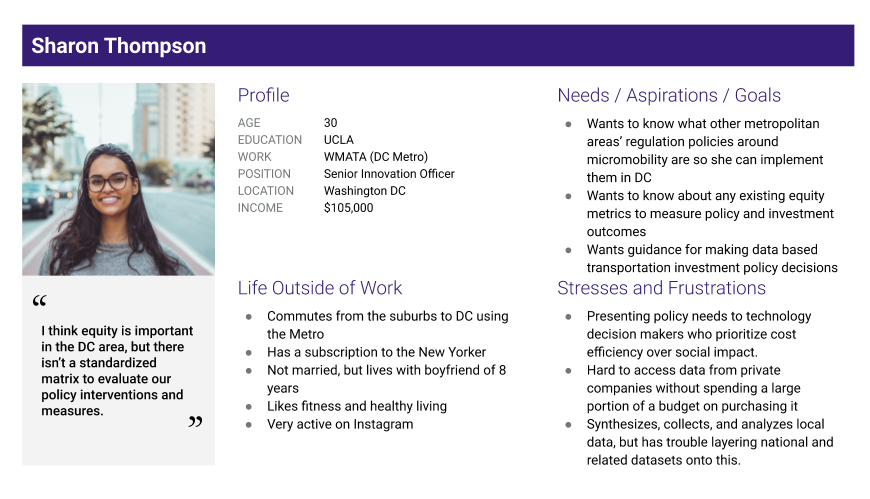 Sharon Thompson
Profile
AGE 30
EDUCATION UCLA
WORK WMATA (DC Metro)
POSITION Senior Innovation Officer
LOCATION Washington DC
INCOME $105,000
Needs / Aspirations / Goals
● Wants to know what other metropolitan
areas’ regulation policies around
micromobility are so she can implement
them in DC
● Wants to know about any existing equity
metrics to measure policy and investment
outcomes
● Wants guidance for making data based
transportation investment policy decisions
“
I think equity is important
in the DC area, but there
isn’t a standardized
matrix to evaluate our
policy interventions and
measures.
”
Life Outside of Work
● Commutes from the suburbs to DC using
the Metro
● Has a subscription to the New Yorker
● Not married, but lives with boyfriend of 8
years
● Likes fitness and healthy living
● Very active on Instagram
Stresses and Frustrations
● Presenting policy needs to technology
decision makers who prioritize cost
efficiency over social impact.
● Hard to access data from private
companies without spending a large
portion of a budget on purchasing it
● Synthesizes, collects, and analyzes local
data, but has trouble layering national and
related datasets onto this.